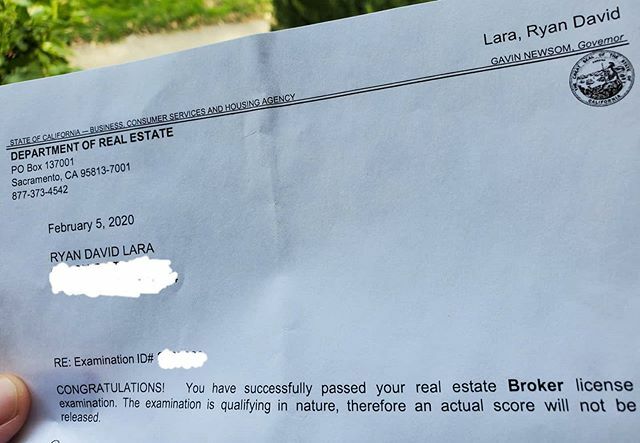 Lara, Ryan David
GAVIN NEWSOM, Governor
STATE OF CALIFORNIA — BUSINESS, CONSUMER SERVICES AND HOUSING AGENCY
DEPARTMENT OF REAL ESTATE
PO Box 137001
Sacramento, CA 95813-7001
877-373-4542
February 5, 2020
RYAN DAVID LARA
RE: Examination ID#
CONGRATULATIONS! You have successfully passed your real estate Broker license
examination. The examination is qualifying in nature, therefore an actual score will not be
released.